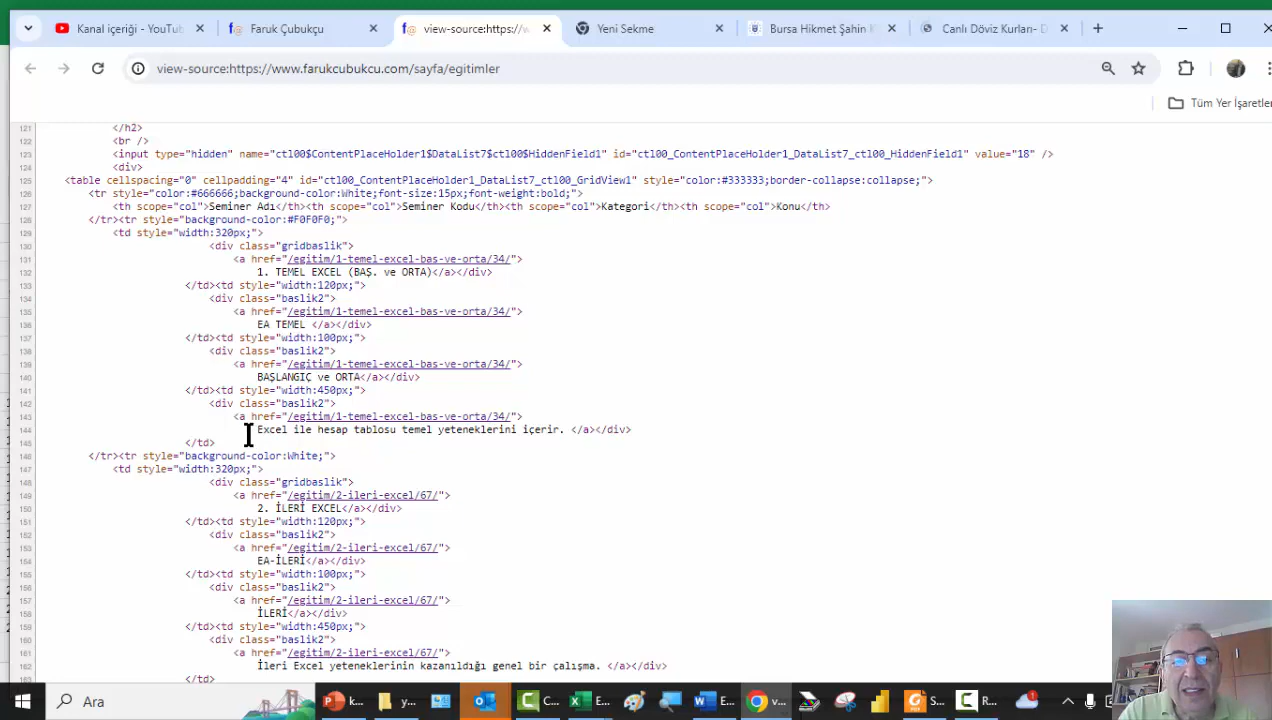 Kanal içeriği - YouTub
Faruk Çubukçu
view-source:https://w
Yeni Sekme
Bursa Hikmet Şahin K
Canlı Döviz Kurları- D
view-source:https://www.farukcubukcu.com/sayfa/egitimler
Tüm Yer İşaretler
121 </h2>
122 <br />
123 <input type="hidden" name="ctl00$ContentPlaceHolder1$DataList7$ctl00$HiddenField1" id="ctl00_ContentPlaceHolder1_DataList7_ctl00_HiddenField1" value="18" />
124 <div>
125 <table cellspacing="0" cellpadding="4" id="ctl00_ContentPlaceHolder1_DataList7_ctl00_GridView1" style="color:#333333;border-collapse:collapse;">
126 <tr style="color:#666666;background-color:White;font-size:15px;font-weight:bold;">
127 <th scope="col">Seminer Adı</th><th scope="col">Seminer Kodu</th><th scope="col">Kategori</th><th scope="col">Konu</th>
128 </tr><tr style="background-color:#F0F0F0;">
129 <td style="width:320px;">
130 <div class="gridbaslik">
131 <a href="/egitim/1-temel-excel-bas-ve-orta/34/">
132 1. TEMEL EXCEL (BAŞ. ve ORTA)</a></div>
133 </td><td style="width:120px;">
134 <div class="baslik2">
135 <a href="/egitim/1-temel-excel-bas-ve-orta/34/">
136 EA TEMEL </a></div>
137 </td><td style="width:100px;">
138 <div class="baslik2">
139 <a href="/egitim/1-temel-excel-bas-ve-orta/34/">
140 BAŞLANGIÇ ve ORTA</a></div>
141 </td><td style="width:450px;">
142 <div class="baslik2">
143 <a href="/egitim/1-temel-excel-bas-ve-orta/34/">
144 Excel ile hesap tablosu temel yeteneklerini içerir. </a></div>
145 </td>
146 </tr><tr style="background-color:White;">
147 <td style="width:320px;">
148 <div class="gridbaslik">
149 <a href="/egitim/2-ileri-excel/67/">
150 2. İLERİ EXCEL</a></div>
151 </td><td style="width:120px;">
152 <div class="baslik2">
153 <a href="/egitim/2-ileri-excel/67/">
154 EA-İLERİ</a></div>
155 </td><td style="width:100px;">
156 <div class="baslik2">
157 <a href="/egitim/2-ileri-excel/67/">
158 İLERİ</a></div>
159 </td><td style="width:450px;">
160 <div class="baslik2">
161 <a href="/egitim/2-ileri-excel/67/">
162 İleri Excel yeteneklerinin kazanıldığı genel bir çalışma. </a></div>
</td>
Ara
k...
y...
C...
E...
E...
v...
S...
R...